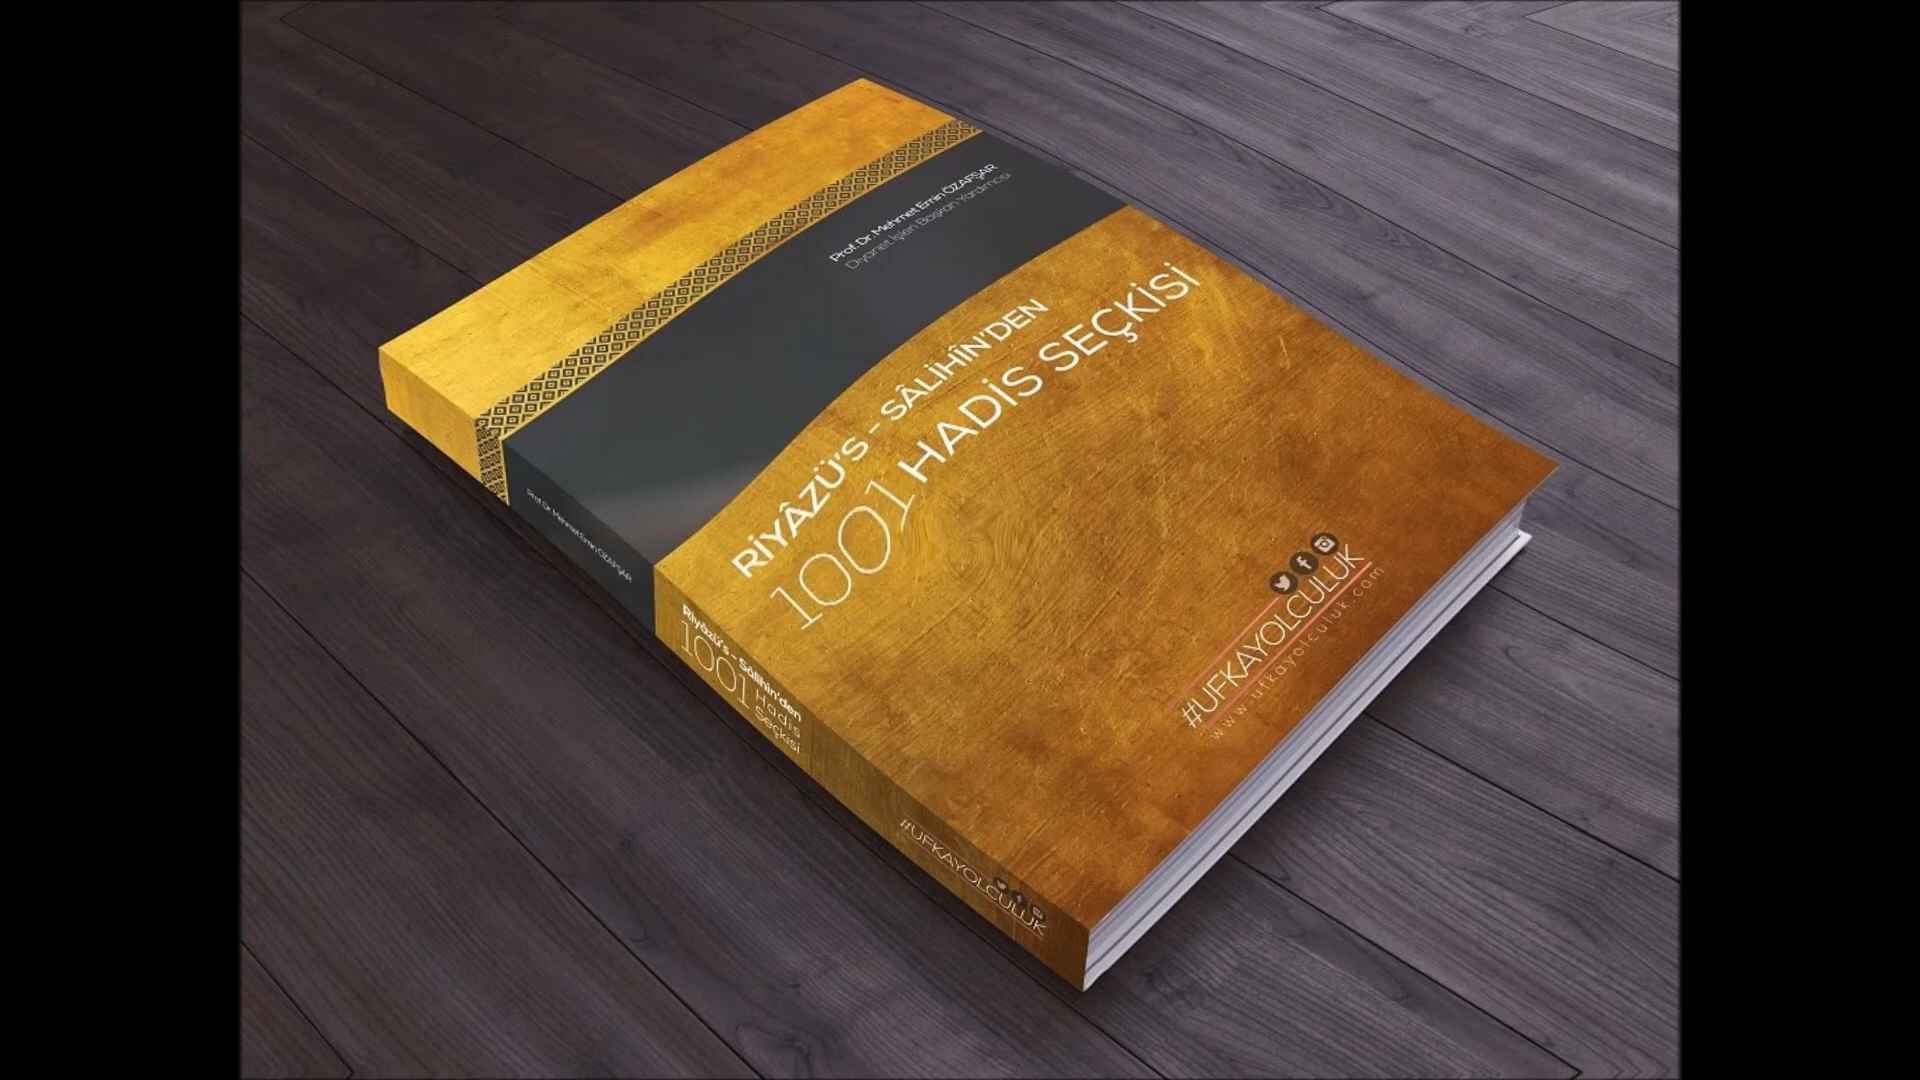 Prof. Dr. Mehmet Emin ÖZAFŞAR
Diyanet İşleri Başkan Yardımcısı
RİYÂZÜ'S - SÂLİHÎN'DEN
1001 HADİS SEÇKİSİ
#UFKAYOLCULUK
www.ufkayolculuk.com
Prof. Dr. Mehmet Emin ÖZAFŞAR
Riyâzü's - Sâlihîn'den
1001 Hadis
Seçkisi
#UFKAYOLCULUK